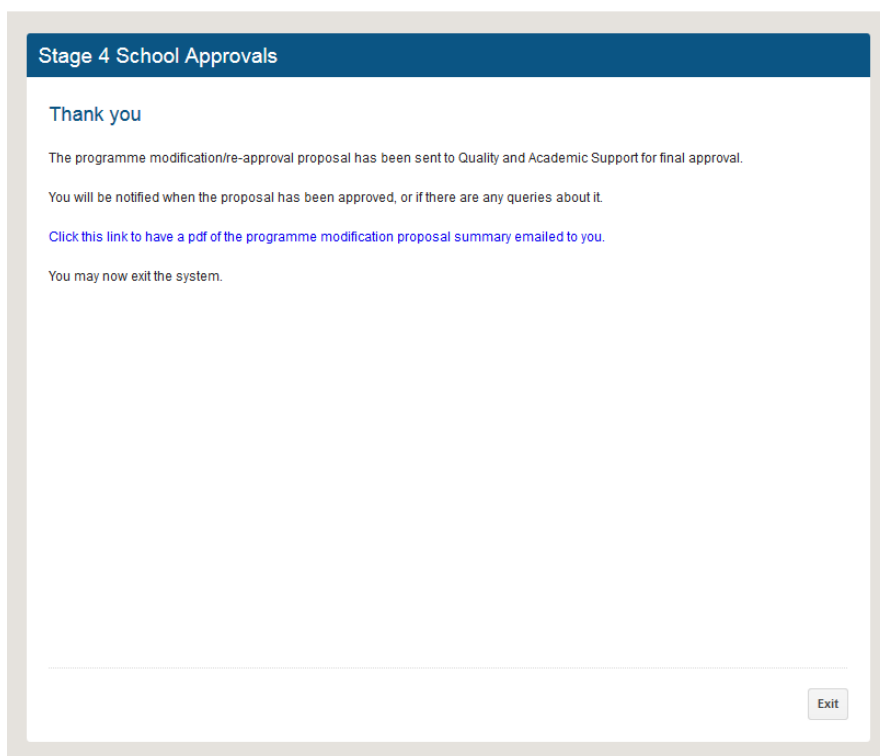 Stage 4 School Approvals
Thank you
The programme modification/re-approval proposal has been sent to Quality and Academic Support for final approval.
You will be notified when the proposal has been approved, or if there are any queries about it.
Click this link to have a pdf of the programme modification proposal summary emailed to you.
You may now exit the system.
Exit